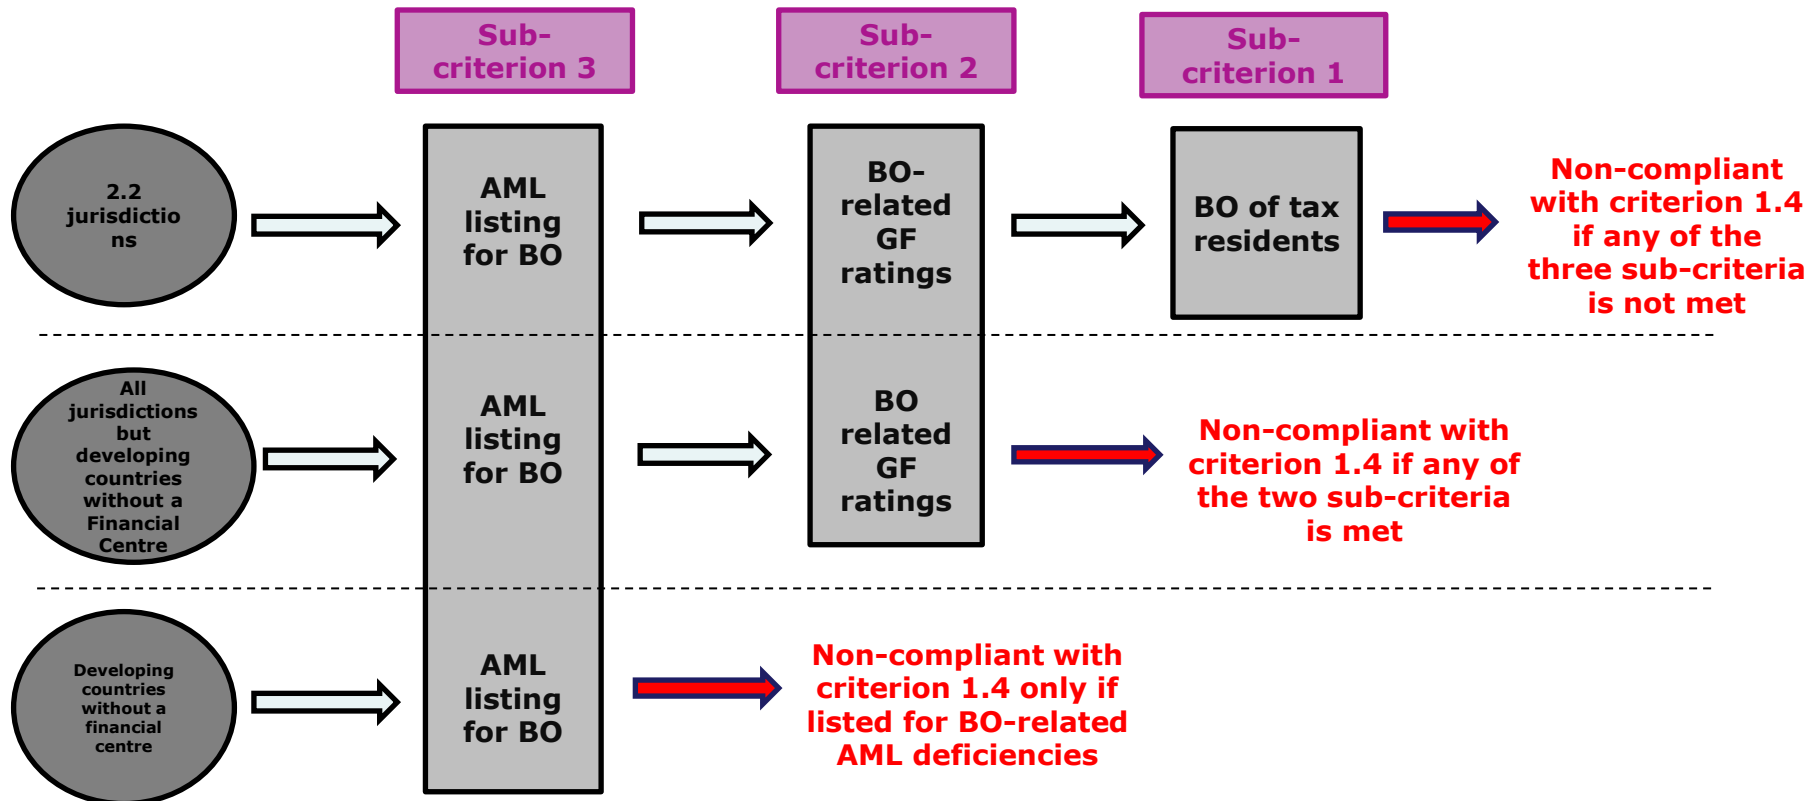 Sub-
criterion 3
Sub-
criterion 2
Sub-
criterion 1
2.2
jurisdictio
ns
AML
listing
for BO
BO-
related
GF
ratings
BO of tax
residents
Non-compliant
with criterion 1.4
if any of the
three sub-criteria
is not met
All
jurisdictions
but
developing
countries
without a
Financial
Centre
AML
listing
for BO
BO
related
GF
ratings
Non-compliant with
criterion 1.4 if any of
the two sub-criteria
is met
Developing
countries
without a
financial
centre
AML
listing
for BO
Non-compliant with
criterion 1.4 only if
listed for BO-related
AML deficiencies